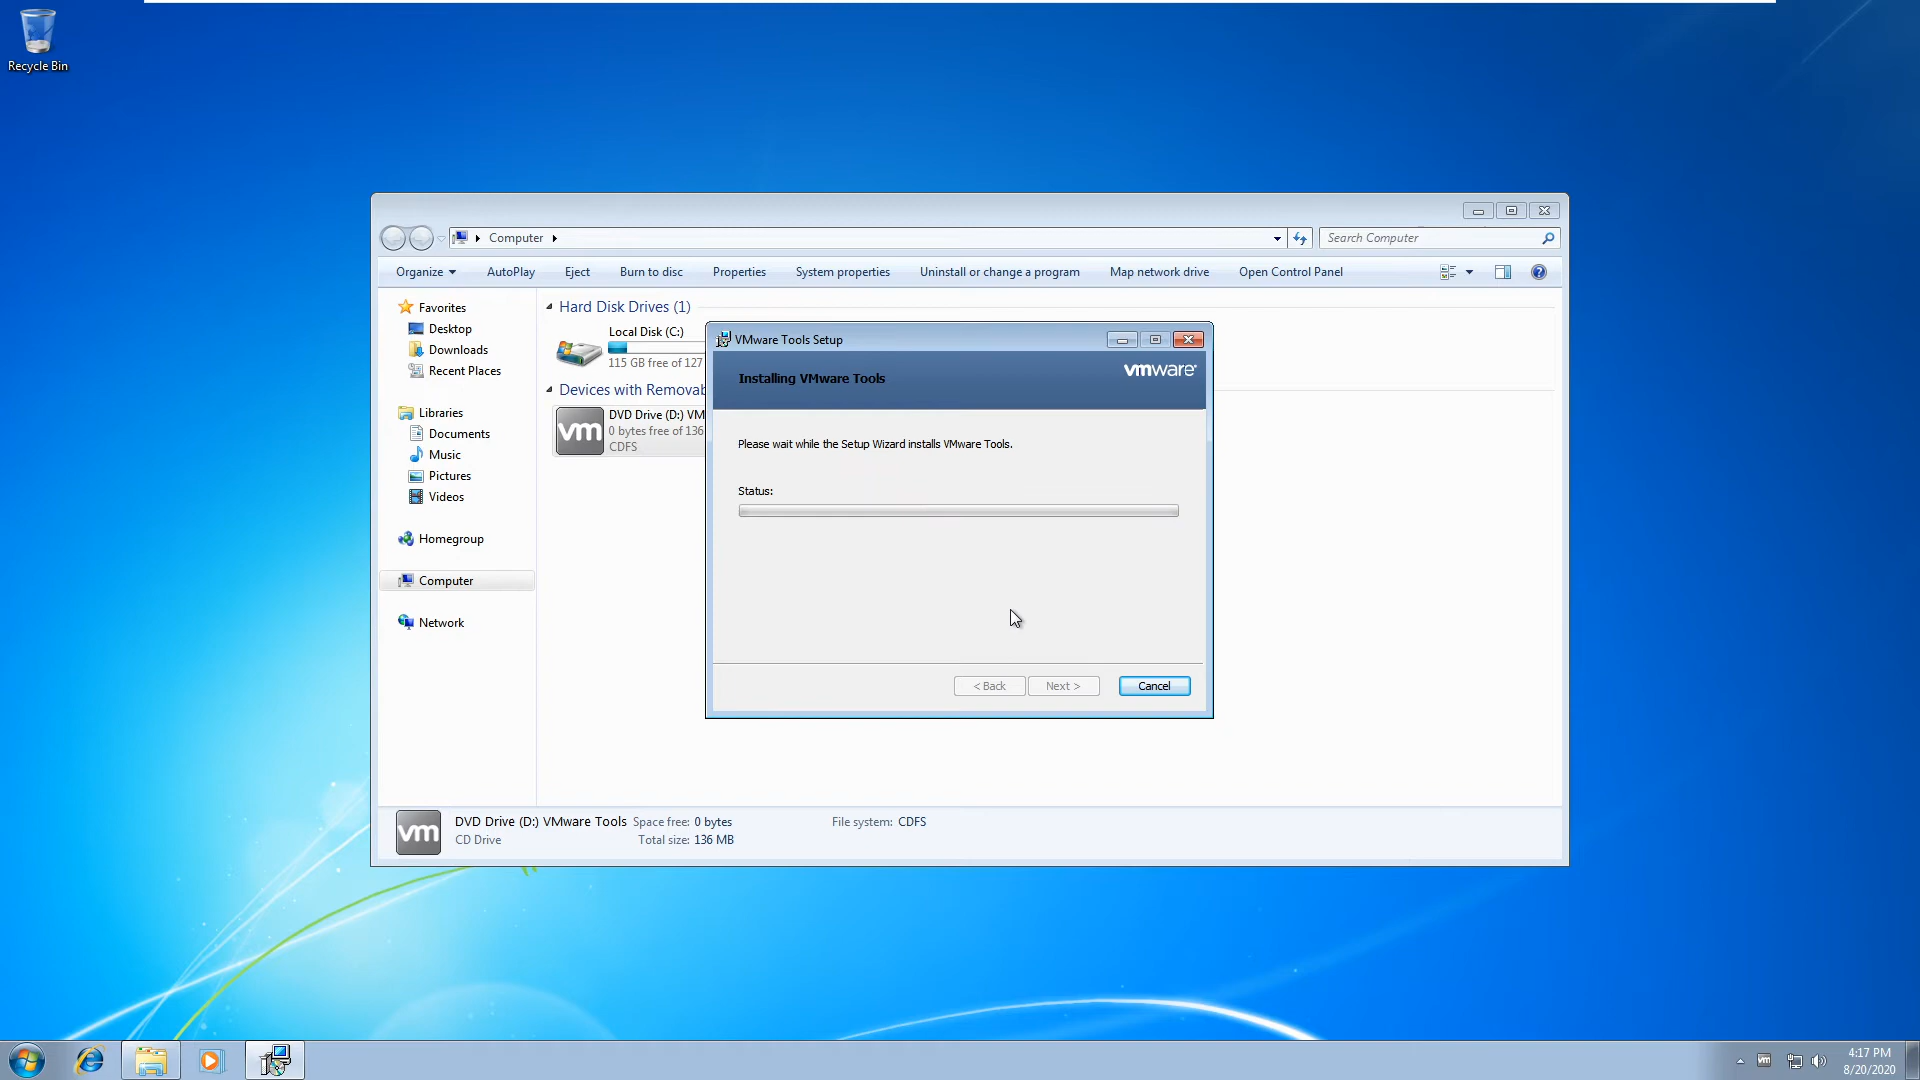 Recycle Bin
Computer
Search Computer
Organize
AutoPlay
Eject
Burn to disc
Properties
System properties
Uninstall or change a program
Map network drive
Open Control Panel
Favorites
Desktop
Downloads
Recent Places
Libraries
Documents
Music
Pictures
Videos
Homegroup
Computer
Network
Hard Disk Drives (1)
Local Disk (C:)
115 GB free of 127
Devices with Removab
vm
DVD Drive (D:) VM
0 bytes free of 136
CDFS
VMware Tools Setup
Installing VMware Tools
vmware
Please wait while the Setup Wizard installs VMware Tools.
Status:
< Back
Next >
Cancel
vm
DVD Drive (D:) VMware Tools
Space free: 0 bytes
File system: CDFS
CD Drive
Total size: 136 MB
vm
4:17 PM
8/20/2020